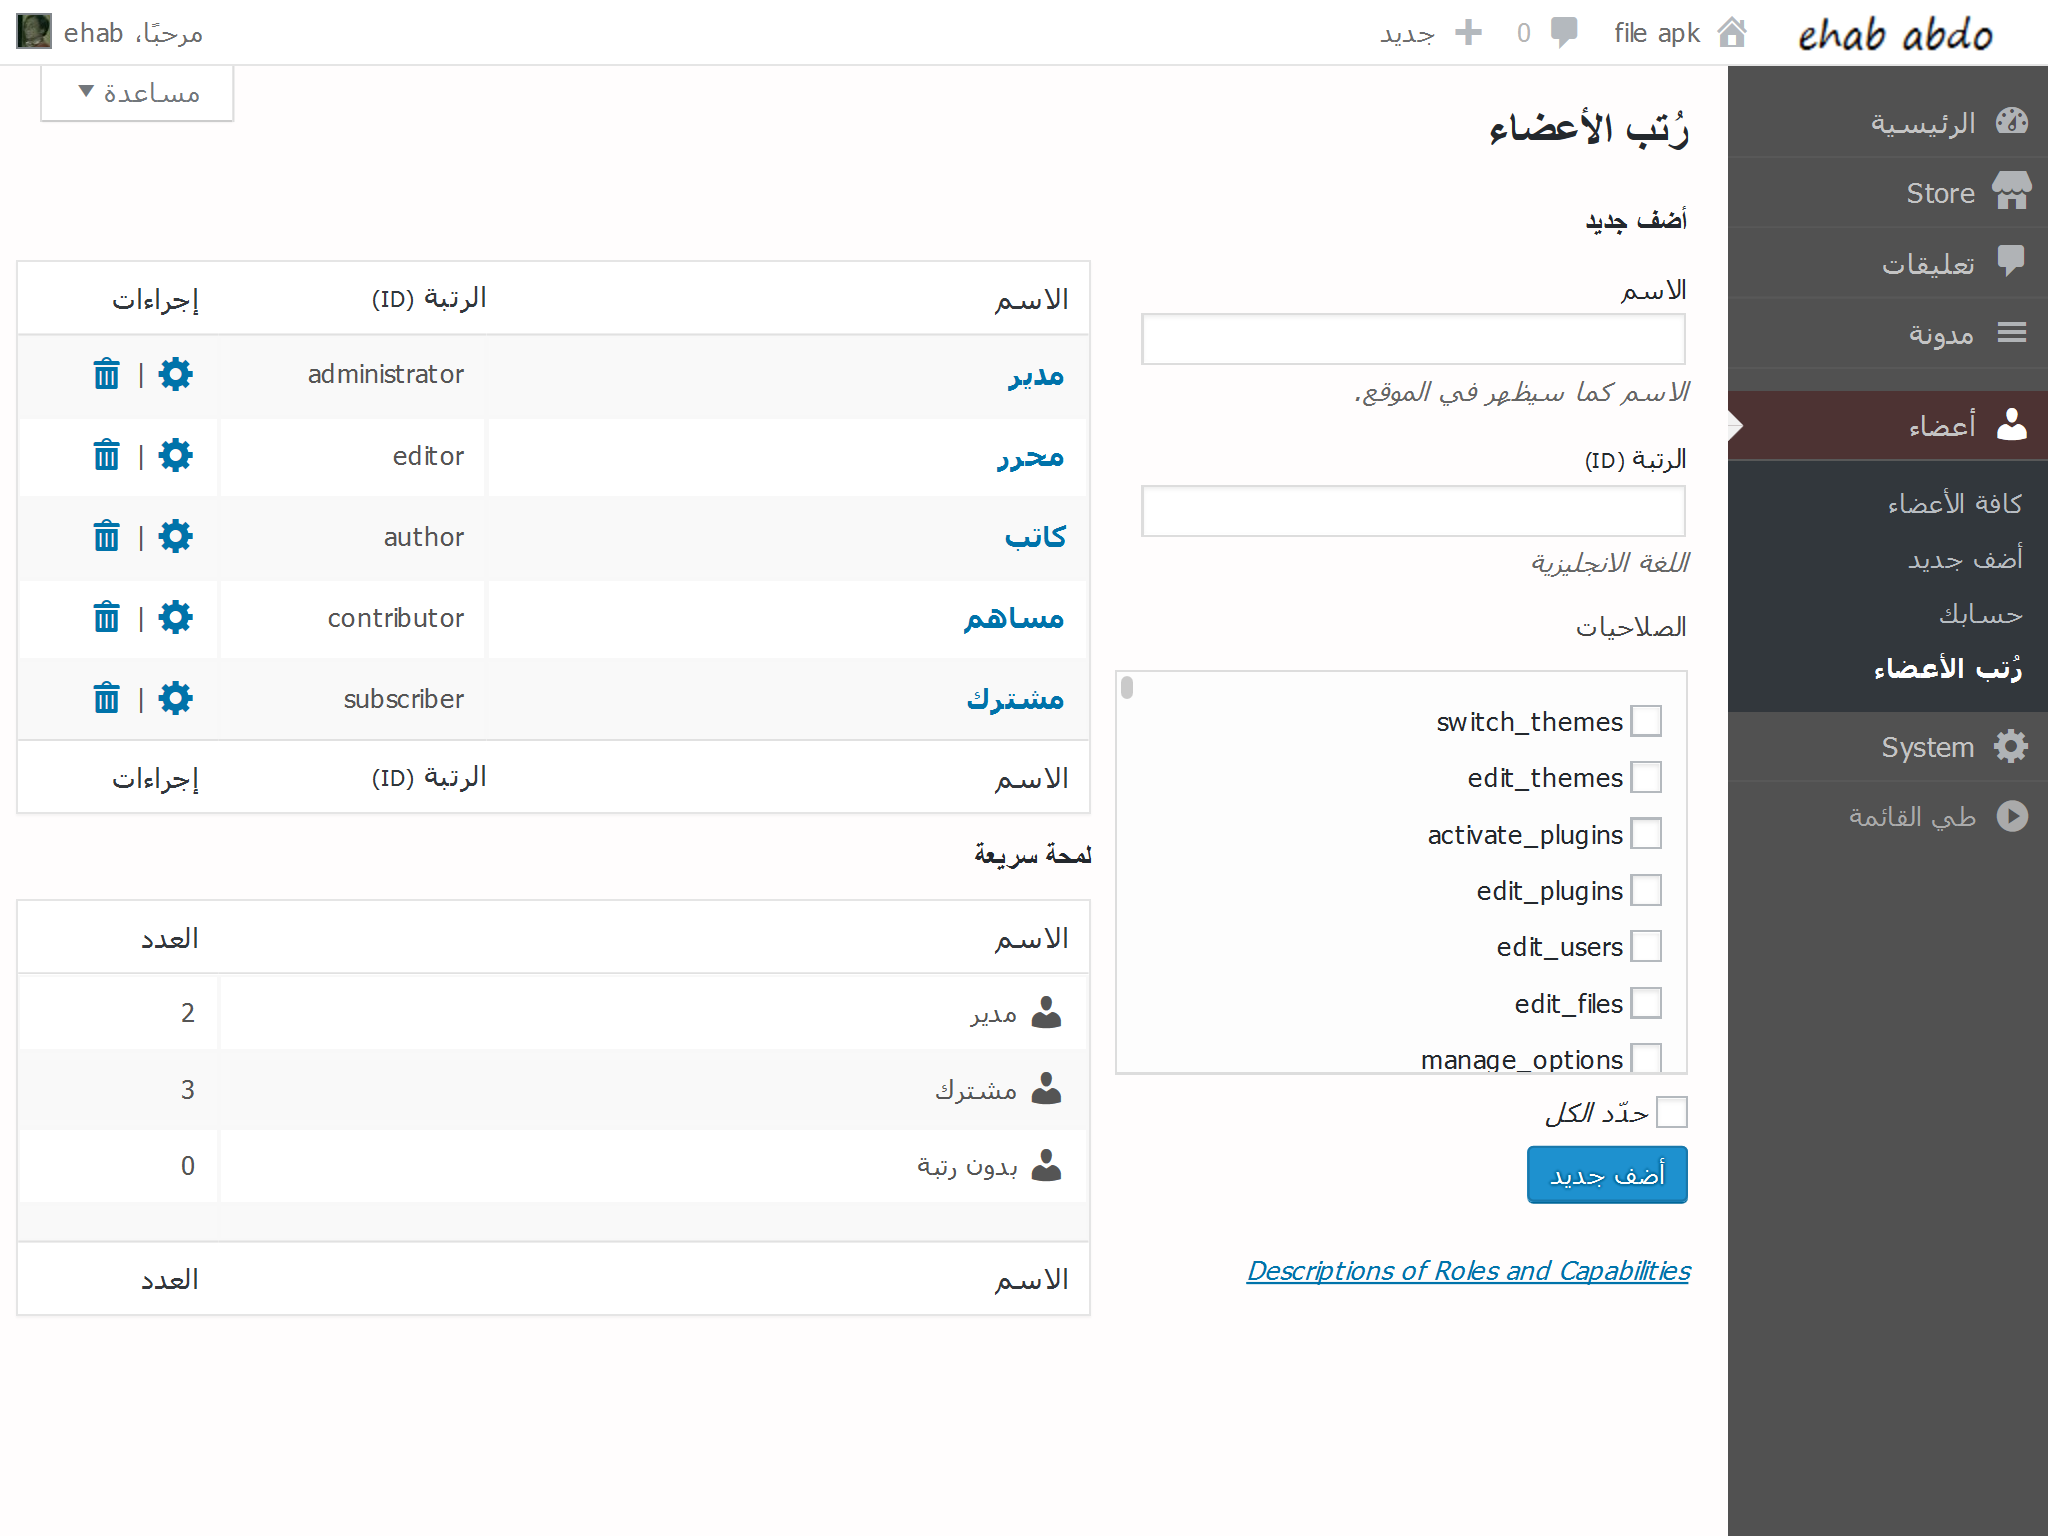 ehab abdo
file apk
0
جديد
مرحبًا، ehab
مساعدة
الرئيسية
Store
تعليقات
مدونة
أعضاء
كافة الأعضاء
أضف جديد
حسابك
رُتب الأعضاء
System
طي القائمة
رُتب الأعضاء
أضف جديد
الاسم
الاسم كما سيظهر في الموقع.
الرتبة (ID)
اللغة الانجليزية
الصلاحيات
switch_themes
edit_themes
activate_plugins
edit_plugins
edit_users
edit_files
manage_options
حدّد الكل
أضف جديد
Descriptions of Roles and Capabilities
الاسم الرتبة (ID) إجراءات
مدير administrator |
محرر editor |
كاتب author |
مساهم contributor |
مشترك subscriber |
الاسم الرتبة (ID) إجراءات
لمحة سريعة
الاسم العدد
مدير 2
مشترك 3
بدون رتبة 0
الاسم العدد